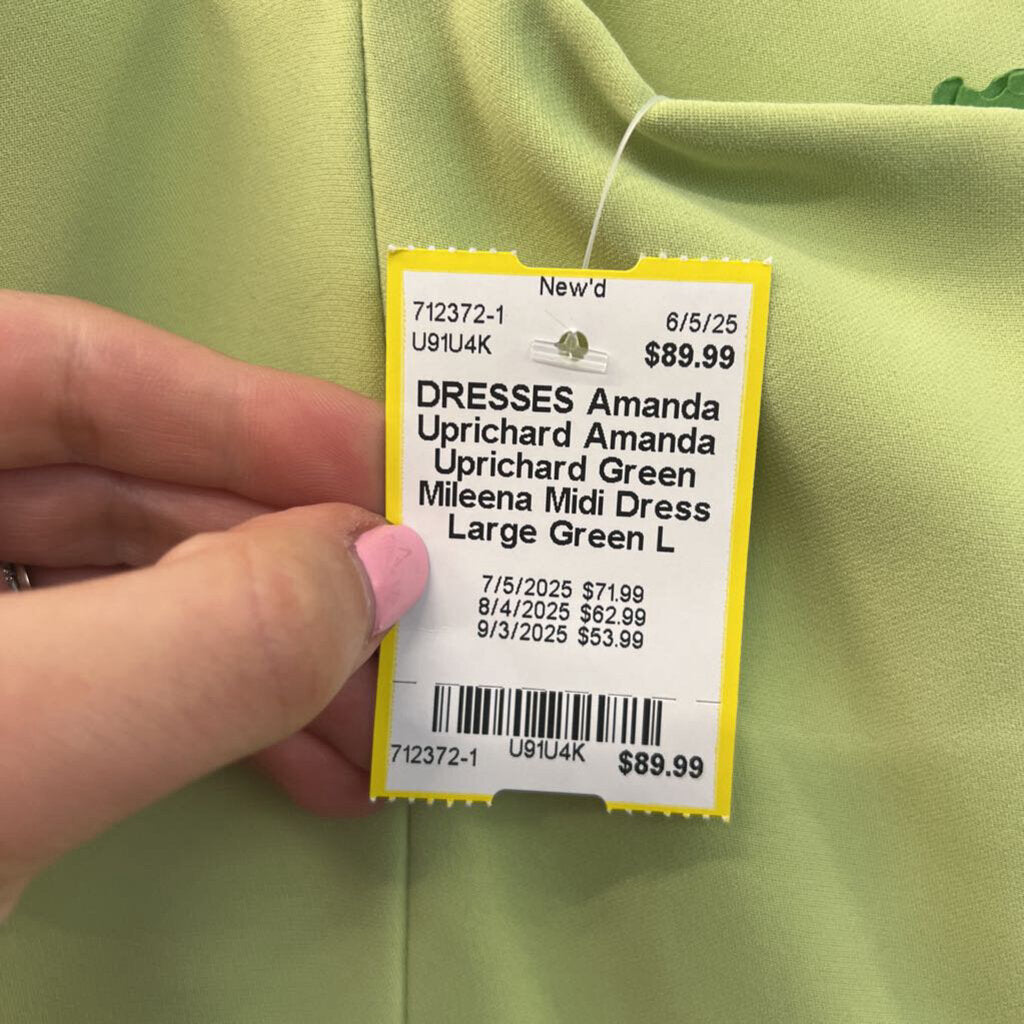 New'd
712372-1 6/5/25
U91U4K $89.99
DRESSES Amanda
Uprichard Amanda
Uprichard Green
Mileena Midi Dress
Large Green L
7/5/2025 $71.99
8/4/2025 $62.99
9/3/2025 $53.99
712372-1 U91U4K $89.99